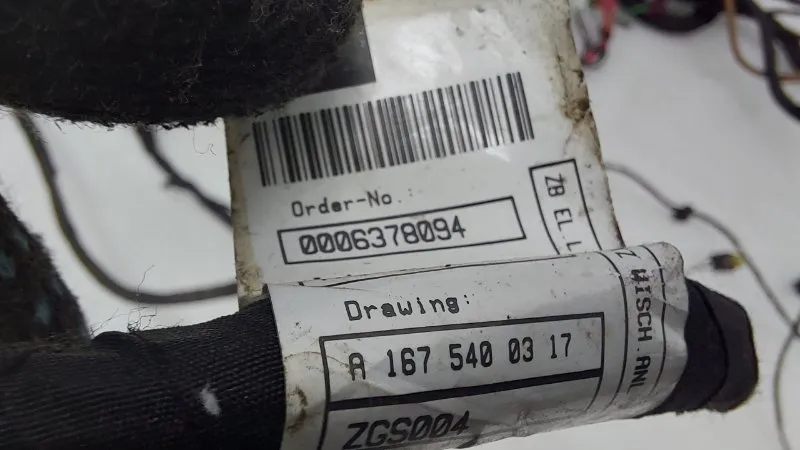 Order-No.:
0006378094
ZB EL.L
Drawing:
A 167 540 03 17
ZGS004
Z WISCH.ANL